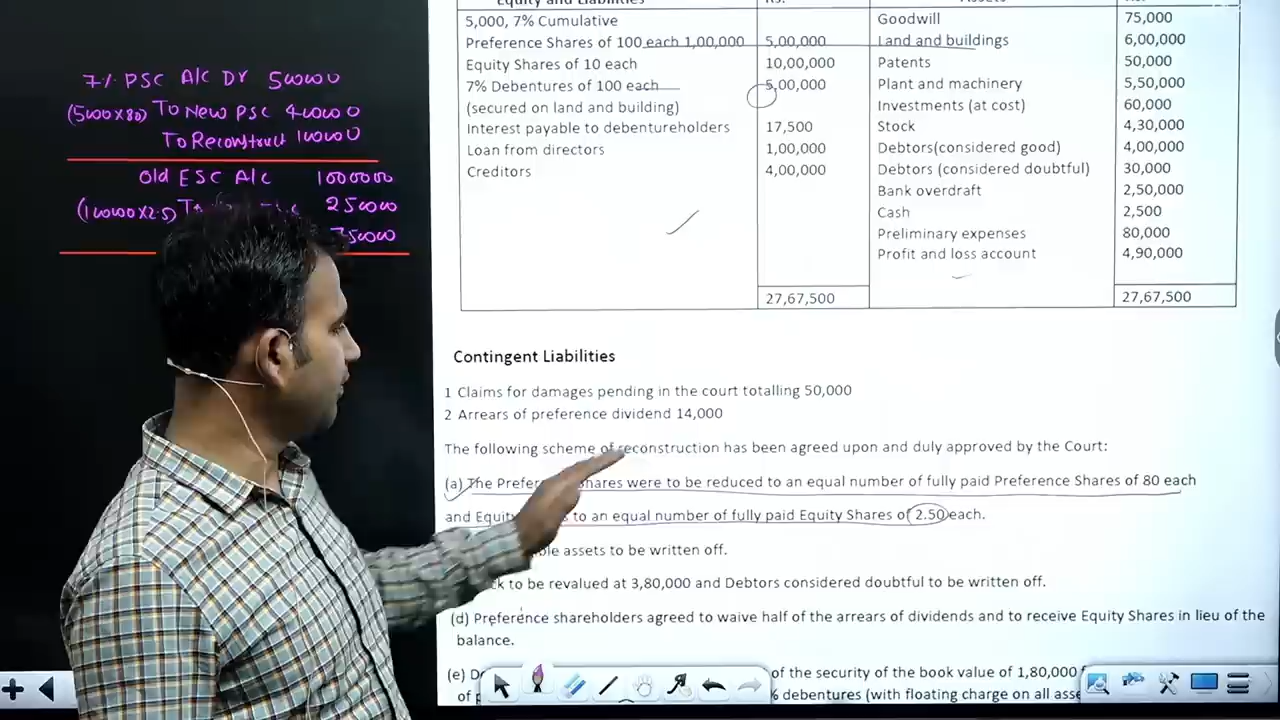 7% PSC A/C DR 500000
(5000x80) To New PSC 400000
To Reconstruct 100000
Old ESC A/C 1000000
(100000x2.5) 250000
750000
Equity and Liabilities Rs. Assets Rs.
5,000, 7% Cumulative Goodwill 75,000
Preference Shares of 100 each 1,00,000 5,00,000 Land and buildings 6,00,000
Equity Shares of 10 each 10,00,000 Patents 50,000
7% Debentures of 100 each 5,00,000 Plant and machinery 5,50,000
(secured on land and building) Investments (at cost) 60,000
Interest payable to debentureholders 17,500 Stock 4,30,000
Loan from directors 1,00,000 Debtors(considered good) 4,00,000
Creditors 4,00,000 Debtors (considered doubtful) 30,000
Bank overdraft 2,50,000
Cash 2,500
Preliminary expenses 80,000
Profit and loss account 4,90,000
27,67,500 27,67,500
Contingent Liabilities
1 Claims for damages pending in the court totalling 50,000
2 Arrears of preference dividend 14,000
The following scheme of reconstruction has been agreed upon and duly approved by the Court:
(a) The Prefer shares were to be reduced to an equal number of fully paid Preference Shares of 80 each
and Equity to an equal number of fully paid Equity Shares of 2.50 each.
assets to be written off.
to be revalued at 3,80,000 and Debtors considered doubtful to be written off.
(d) Preference shareholders agreed to waive half of the arrears of dividends and to receive Equity Shares in lieu of the
balance.
(e) of the security of the book value of 1,80,000
of debentures (with floating charge on all